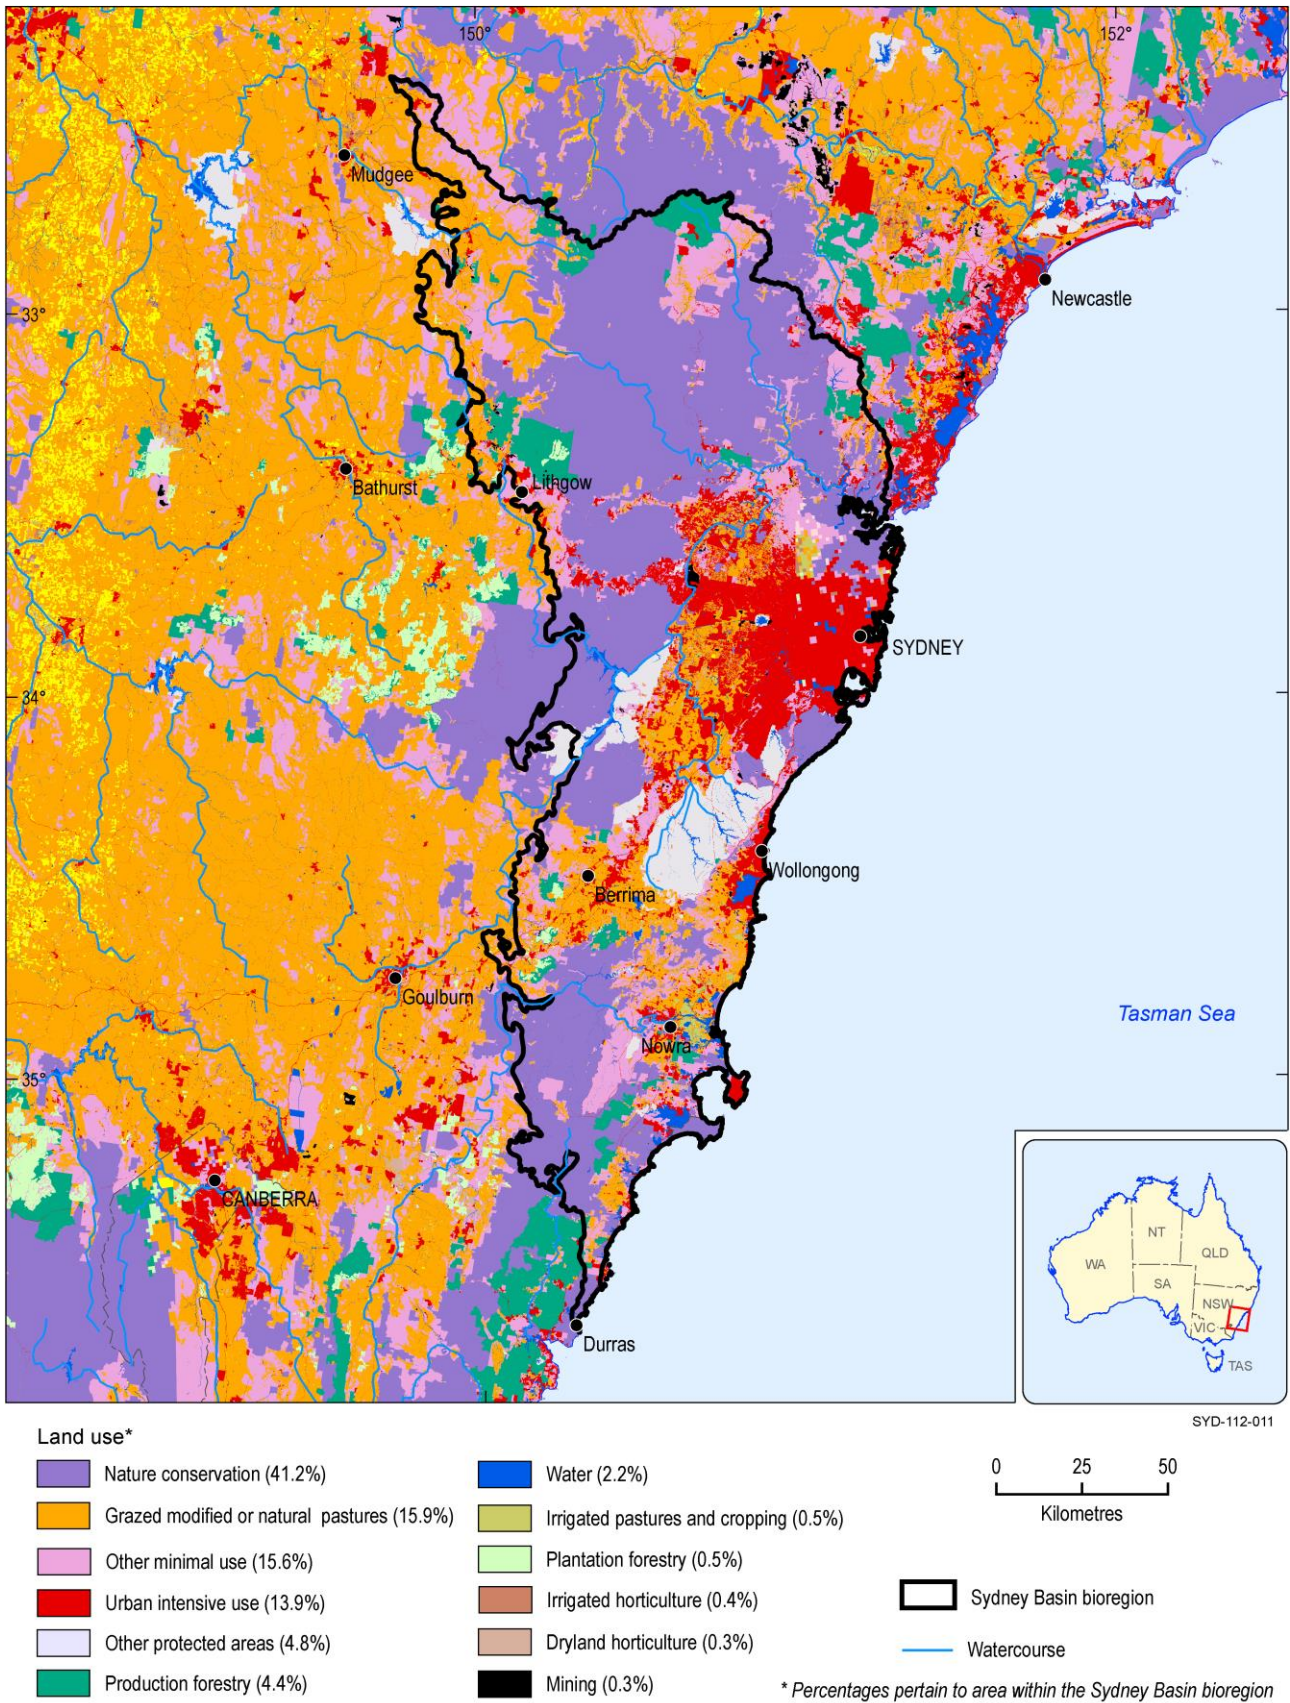 150°
152°
Mudgee
Newcastle
33°
Bathurst
Lithgow
SYDNEY
34°
Wollongong
Berrima
Goulburn
Tasman Sea
Nowra
35°
CANBERRA
Durras
NT
QLD
WA
SA
NSW
VIC
TAS
SYD-112-011
Land use*
Nature conservation (41.2%)
Grazed modified or natural pastures (15.9%)
Other minimal use (15.6%)
Urban intensive use (13.9%)
Other protected areas (4.8%)
Production forestry (4.4%)
Water (2.2%)
Irrigated pastures and cropping (0.5%)
Plantation forestry (0.5%)
Irrigated horticulture (0.4%)
Dryland horticulture (0.3%)
Mining (0.3%)
0 25 50
Kilometres
Sydney Basin bioregion
Watercourse
* Percentages pertain to area within the Sydney Basin bioregion